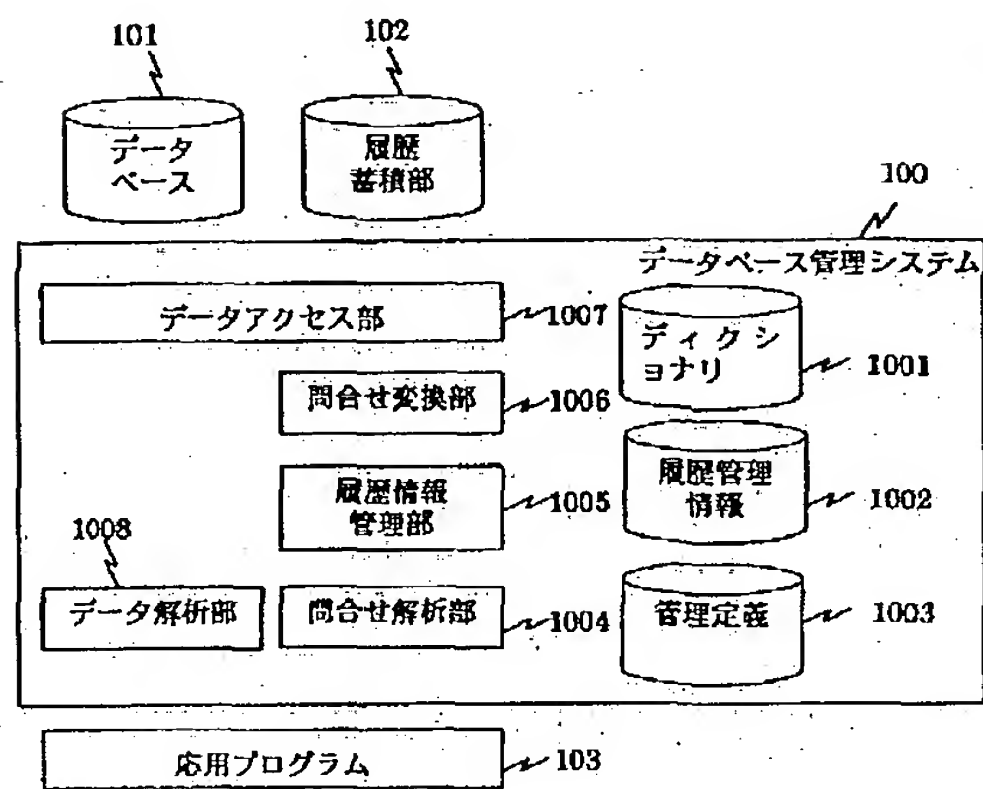 101
102
データ
ベース
履歴
蓄積部
100
データベース管理システム
データアクセス部
1007
ディクシ
ョナリ
1001
問合せ変換部
1006
履歴管理
情報
1002
履歴情報
管理部
1005
1008
データ解析部
問合せ解析部
1004
管理定義
1003
応用プログラム
103